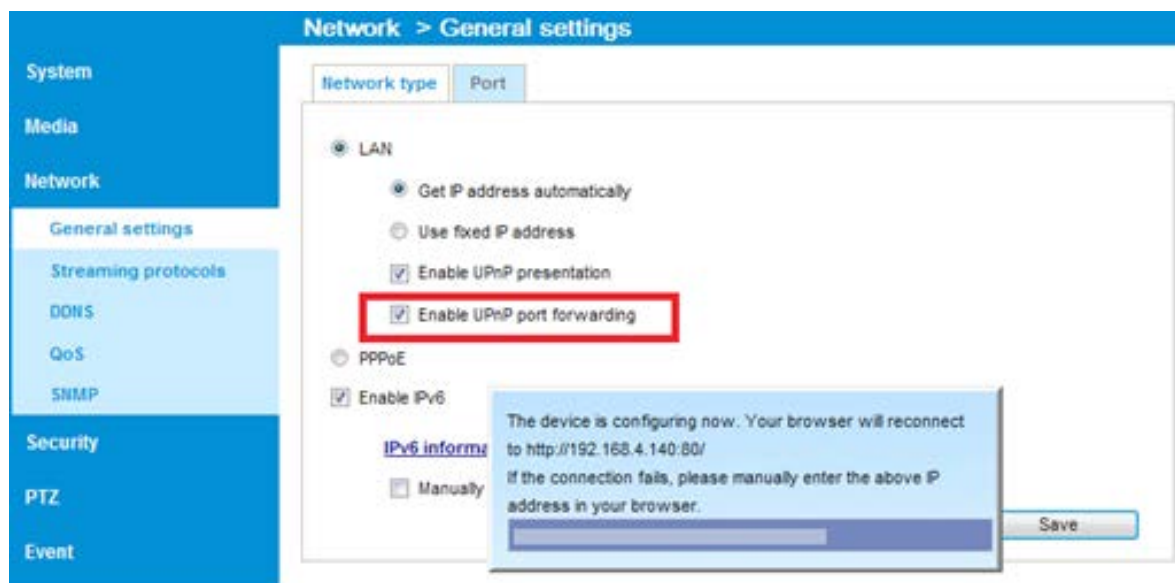 Network > General settings
System
Media
Network
General settings
Streaming protocols
DDNS
QoS
SNMP
Security
PTZ
Event
Network type
Port
LAN
Get IP address automatically
Use fixed IP address
Enable UPnP presentation
Enable UPnP port forwarding
PPPoE
Enable IPv6
IPv6 informa
Manually
The device is configuring now. Your browser will reconnect
to http://192.168.4.140:80/
If the connection fails, please manually enter the above IP
address in your browser.
Save